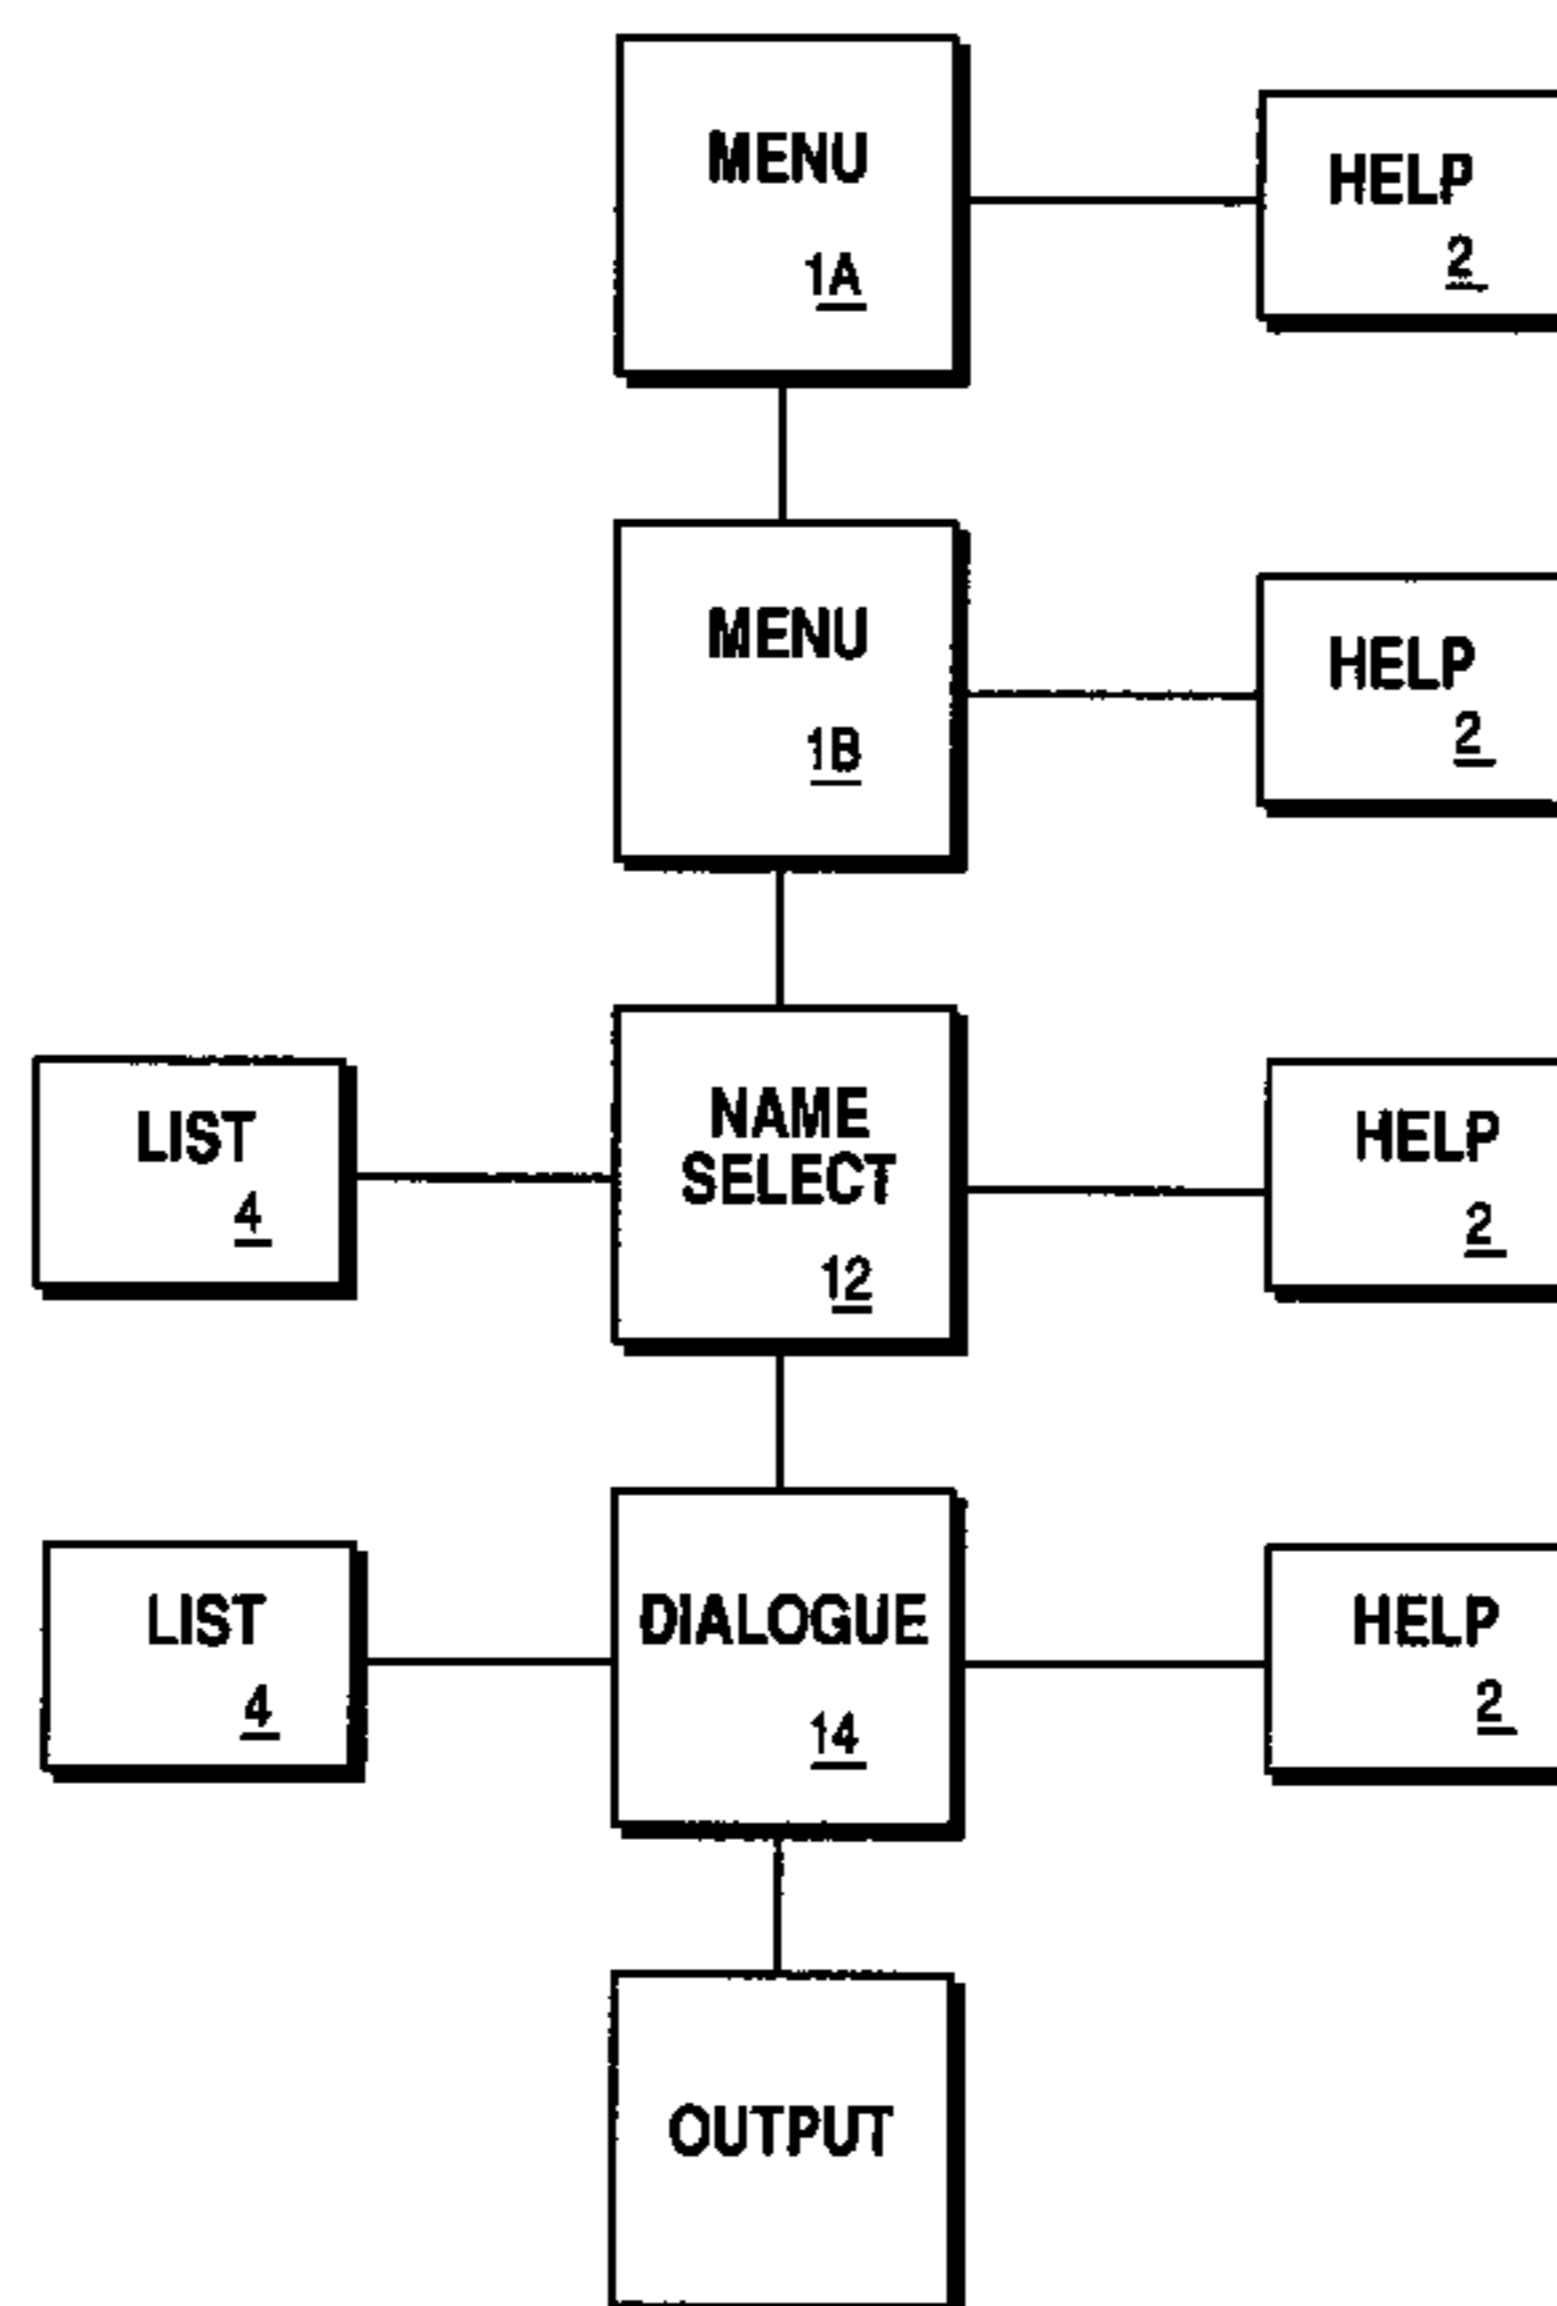 MENU
1A
HELP
2
MENU
1B
HELP
2
LIST
4
NAME
SELECT
12
HELP
2
LIST
4
DIALOGUE
14
HELP
2
OUTPUT